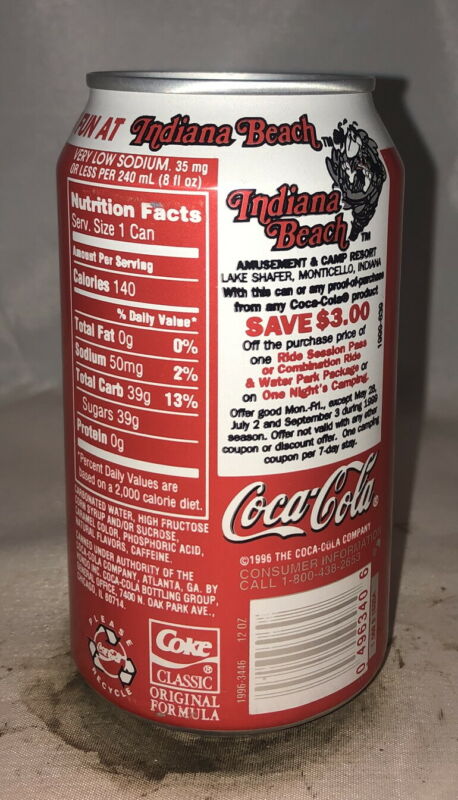 FUN AT Indiana Beach TM
VERY LOW SODIUM. 35 mg
OR LESS PER 240 mL (8 fl oz)
Nutrition Facts
Serv. Size 1 Can
Amount Per Serving
Calories 140
% Daily Value*
Total Fat 0g 0%
Sodium 50mg 2%
Total Carb 39g 13%
Sugars 39g
Protein 0g
*Percent Daily Values are
based on a 2,000 calorie diet.
CARBONATED WATER, HIGH FRUCTOSE
CORN SYRUP AND/OR SUCROSE,
CARAMEL COLOR, PHOSPHORIC ACID,
NATURAL FLAVORS, CAFFEINE.
CANNED UNDER AUTHORITY OF THE
COCA-COLA COMPANY, ATLANTA, GA. BY
COCA-COLA BOTTLING GROUP,
GENERAL OFFICE, 7400 N. OAK PARK AVE.,
CHICAGO, IL 60714.
PLEASE
RECYCLE
Coke ®
CLASSIC
ORIGINAL
FORMULA
Indiana
Beach TM
AMUSEMENT & CAMP RESORT
LAKE SHAFER, MONTICELLO, INDIANA
With this can or any proof-of-purchase
from any Coca-Cola® product
SAVE $3.00
Off the purchase price of
one Ride Session Pass
or Combination Ride
& Water Park Package or
on One Night's Camping
Offer good Mon.-Fri., except May 28,
July 2 and September 3 during 1999
season. Offer not valid with any other
coupon or discount offer. One camping
coupon per 7-day stay.
1999-639
Coca-Cola®
©1996 THE COCA-COLA COMPANY
CONSUMER INFORMATION
CALL 1-800-438-2653
1996-3446 12 OZ
0 496340 6